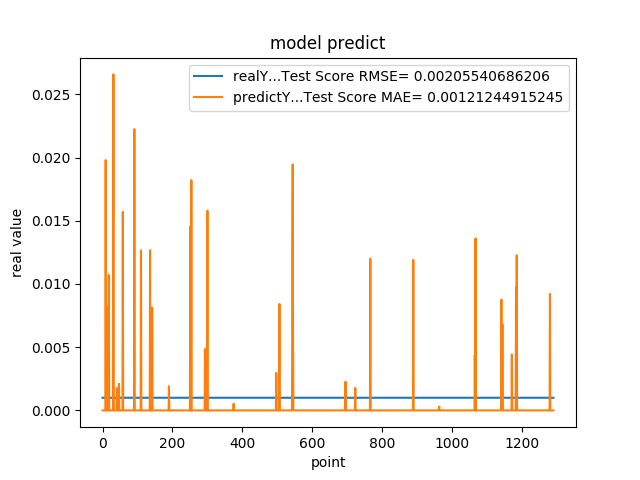 model predict
realY...Test Score RMSE= 0.00205540686206
predictY...Test Score MAE= 0.00121244915245
0.025
0.020
0.015
0.010
0.005
0.000
real value
0 200 400 600 800 1000 1200
point